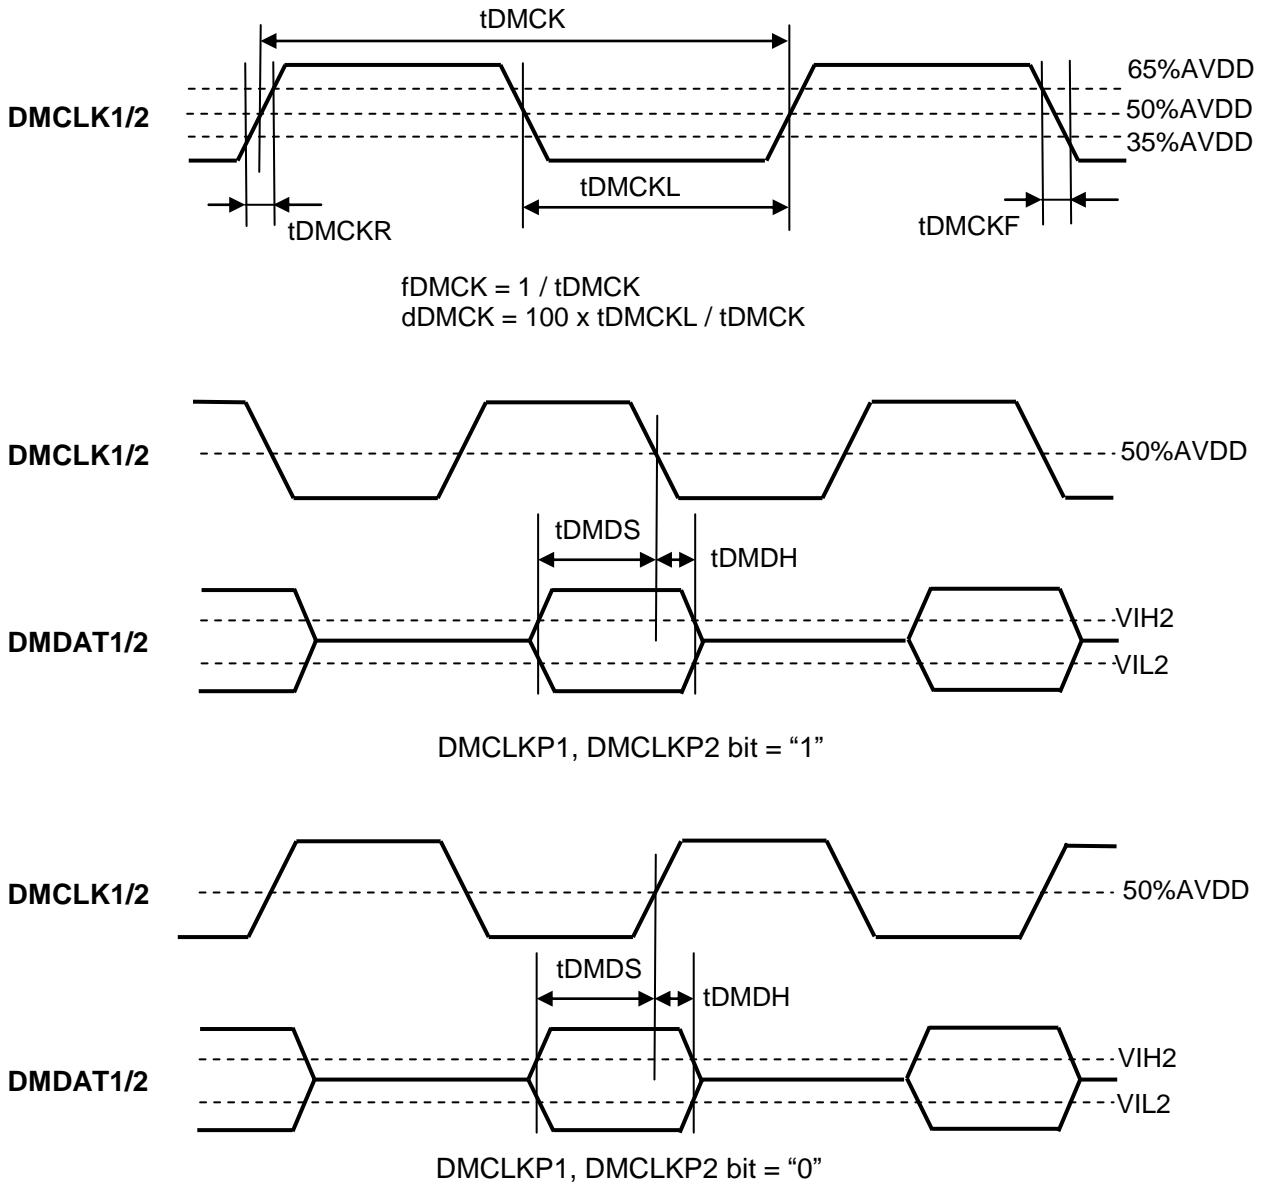 tDMCK
65%AVDD
DMCLK1/2
50%AVDD
35%AVDD
tDMCKL
tDMCKR
tDMCKF
fDMCK = 1 / tDMCK
dDMCK = 100 x tDMCKL / tDMCK
DMCLK1/2
50%AVDD
tDMDS
tDMDH
VIH2
DMDAT1/2
VIL2
DMCLKP1, DMCLKP2 bit = “1”
DMCLK1/2
50%AVDD
tDMDS
tDMDH
VIH2
DMDAT1/2
VIL2
DMCLKP1, DMCLKP2 bit = “0”